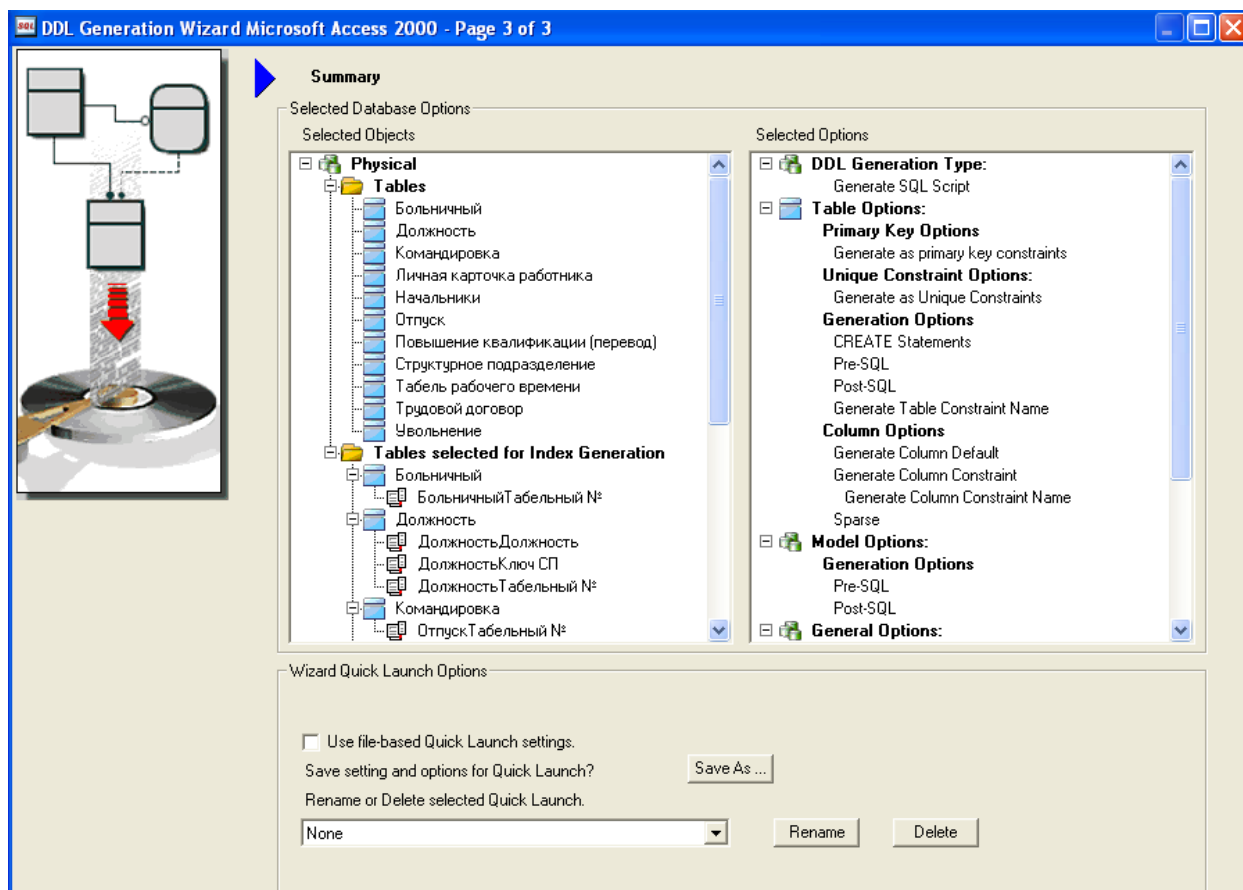 DDL Generation Wizard Microsoft Access 2000 - Page 3 of 3
Summary
Selected Database Options
Selected Objects
Physical
Tables
Больничный
Должность
Командировка
Личная карточка работника
Начальники
Отпуск
Повышение квалификации (перевод)
Структурное подразделение
Табель рабочего времени
Трудовой договор
Увольнение
Tables selected for Index Generation
Больничный
БольничныйТабельный №
Должность
ДолжностьДолжность
ДолжностьКлюч СП
ДолжностьТабельный №
Командировка
ОтпускТабельный №
Selected Options
DDL Generation Type:
Generate SQL Script
Table Options:
Primary Key Options
Generate as primary key constraints
Unique Constraint Options:
Generate as Unique Constraints
Generation Options
CREATE Statements
Pre-SQL
Post-SQL
Generate Table Constraint Name
Column Options
Generate Column Default
Generate Column Constraint
Generate Column Constraint Name
Sparse
Model Options:
Generation Options
Pre-SQL
Post-SQL
General Options:
Wizard Quick Launch Options
Use file-based Quick Launch settings.
Save setting and options for Quick Launch?
Save As ...
Rename or Delete selected Quick Launch.
None
Rename
Delete